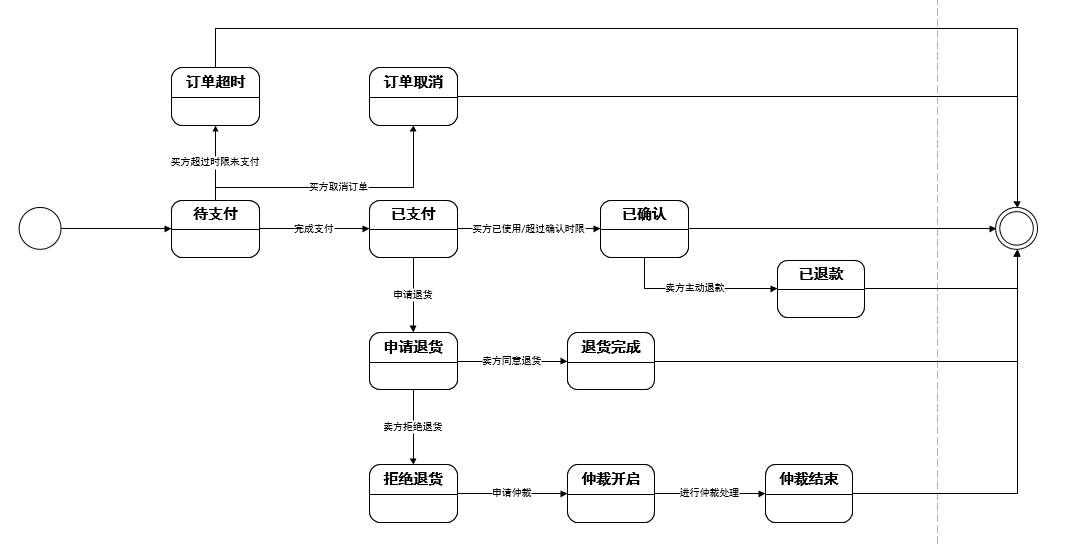 订单超时
订单取消
买方超过时限未支付
买方取消订单
待支付
完成支付
已支付
买方已使用/超过确认时限
已确认
卖方主动退款
已退款
申请退货
申请退货
卖方同意退货
退货完成
卖方拒绝退货
拒绝退货
申请仲裁
仲裁开启
进行仲裁处理
仲裁结束